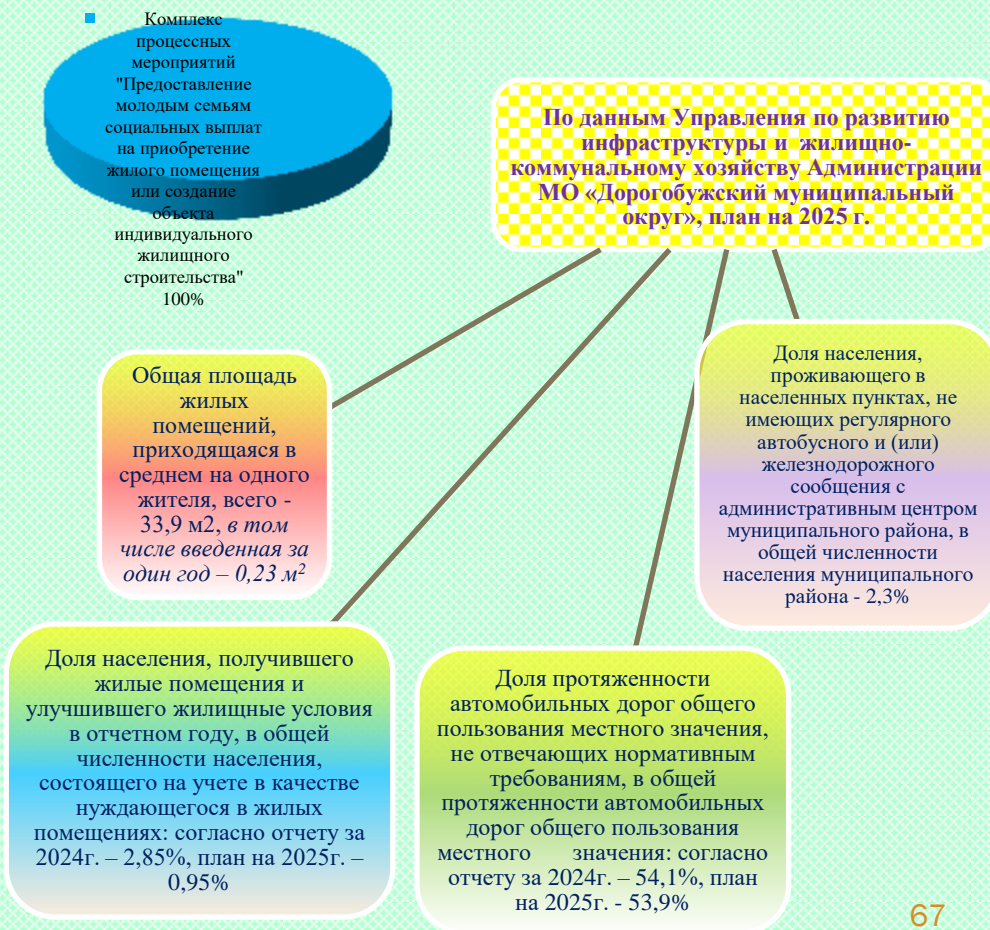 Комплекс
процессных
мероприятий
"Предоставление
молодым семьям
социальных выплат
на приобретение
жилого помещения
или создание
объекта
индивидуального
жилищного
строительства"
100%
По данным Управления по развитию
инфраструктуры и жилищно-
коммунальному хозяйству Администрации
МО «Дорогобужский муниципальный
округ», план на 2025 г.
Общая площадь
жилых
помещений,
приходящаяся в
среднем на одного
жителя, всего -
33,9 м2, в том
числе введенная за
один год – 0,23 м²
Доля населения,
проживающего в
населенных пунктах, не
имеющих регулярного
автобусного и (или)
железнодорожного
сообщения с
административным центром
муниципального района, в
общей численности
населения муниципального
района - 2,3%
Доля населения, получившего
жилые помещения и
улучшившего жилищные условия
в отчетном году, в общей
численности населения,
состоящего на учете в качестве
нуждающегося в жилых
помещениях: согласно отчету за
2024г. – 2,85%, план на 2025г. –
0,95%
Доля протяженности
автомобильных дорог общего
пользования местного значения,
не отвечающих нормативным
требованиям, в общей
протяженности автомобильных
дорог общего пользования
местного значения: согласно
отчету за 2024г. – 54,1%, план
на 2025г. - 53,9%
67